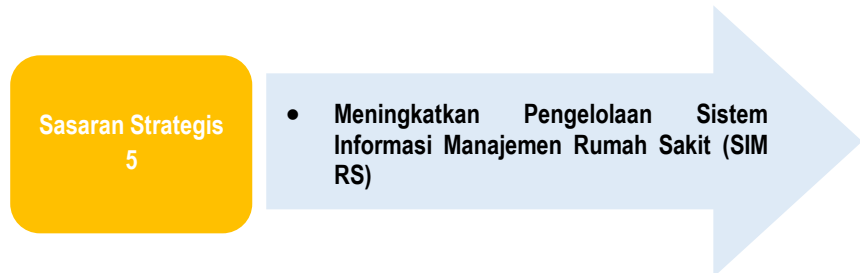 Sasaran Strategis
5
• Meningkatkan Pengelolaan Sistem
Informasi Manajemen Rumah Sakit (SIM
RS)